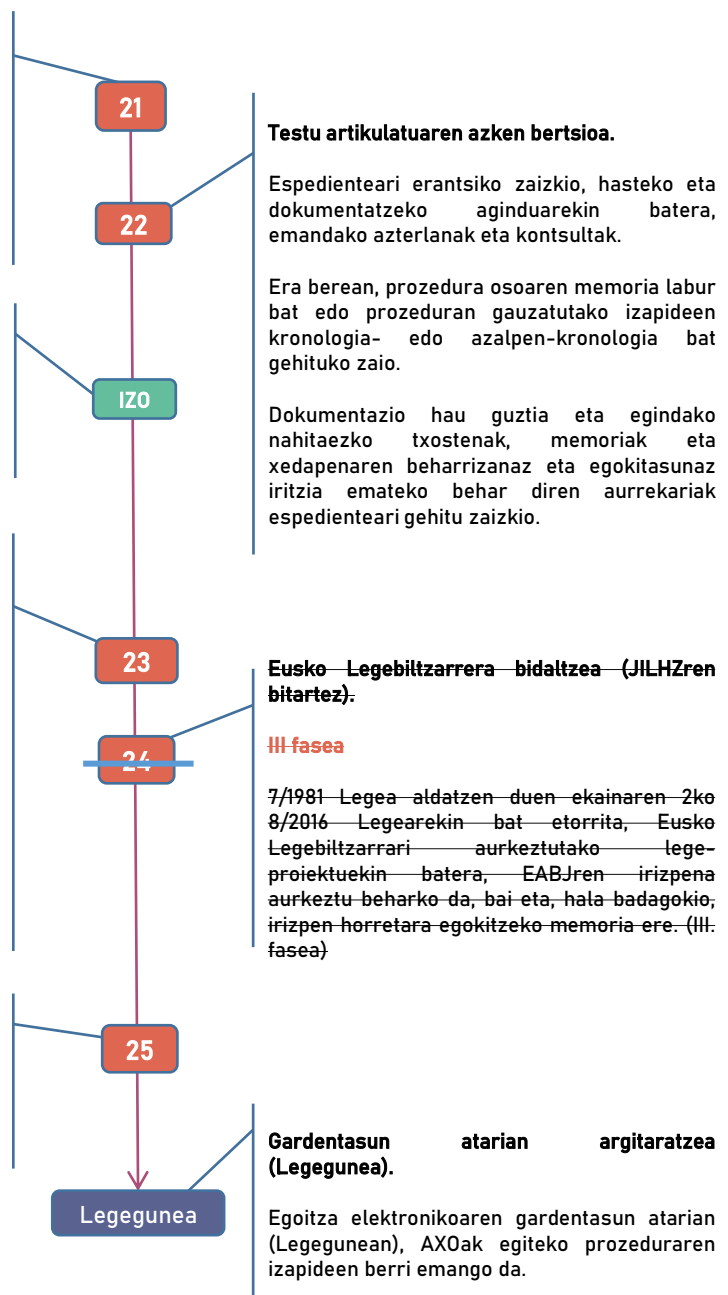 21
Testu artikulatuaren azken bertsioa.
Espedienteari erantsiko zaizkio, hasteko eta
dokumentatzeko aginduarekin batera,
emandako azterlanak eta kontsultak.
22
Era berean, prozedura osoaren memoria labur
bat edo prozeduran gauzatutako izapideen
kronologia- edo azalpen-kronologia bat
gehituko zaio.
IZO
Dokumentazio hau guztia eta egindako
nahitaezko txostenak, memoriak eta
xedapenaren beharrizanaz eta egokitasunaz
iritzia emateko behar diren aurrekariak
espedienteari gehitu zaizkio.
23
Eusko Legebiltzarrera bidaltzea (JILHZren
bitartez).
III fasea
24
7/1981 Legea aldatzen duen ekainaren 2ko
8/2016 Legearekin bat etorrita, Eusko
Legebiltzarrari aurkeztutako lege-
proiektuekin batera, EABJren irizpena
aurkeztu beharko da, bai eta, hala badagokio,
irizpen horretara egokitzeko memoria ere. (III.
fasea)
25
Gardentasun atarian argitaratzea
(Legegunea).
Legegunea
Egoitza elektronikoaren gardentasun atarian
(Legegunean), AXOak egiteko prozeduraren
izapideen berri emango da.